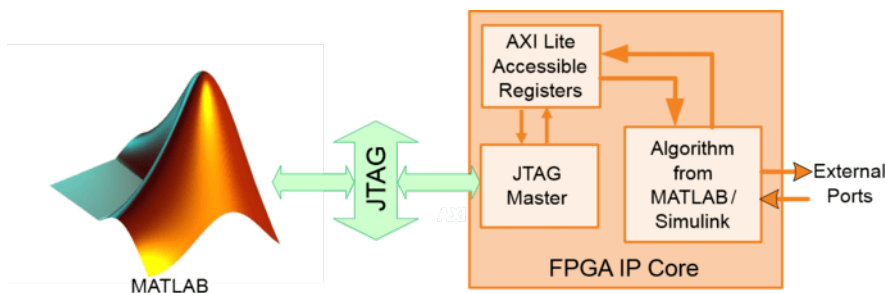 AXI Lite
Accessible
Registers
JTAG
JTAG
Master
Algorithm
from
MATLAB/
Simulink
External
Ports
FPGA IP Core
MATLAB